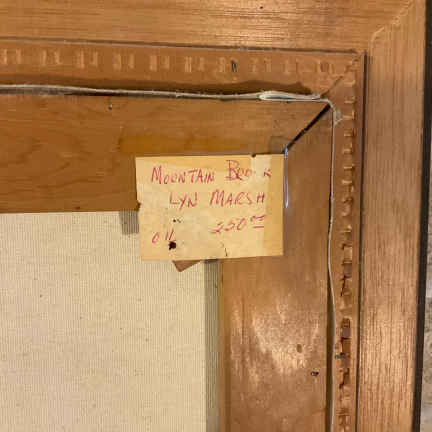 MOUNTAIN BROOK
LYN MARSH
OIL 250.00